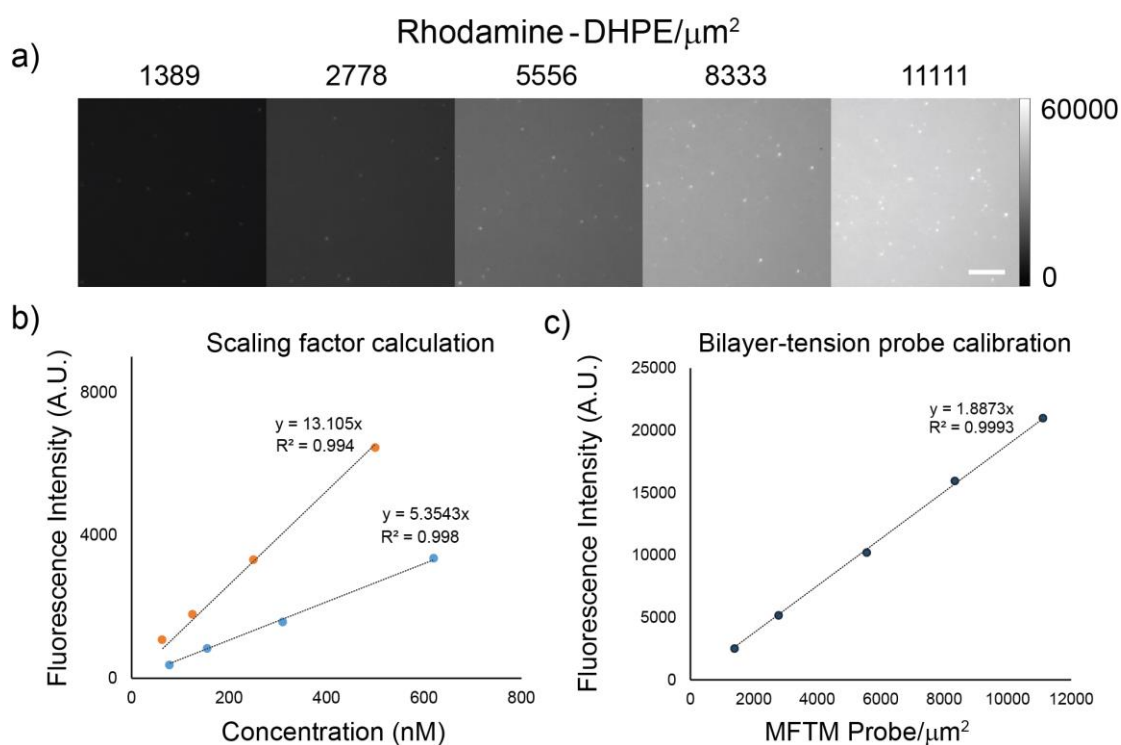 Rhodamine-DHPE/μm²
a)
1389 2778 5556 8333 11111
60000
0
b)
Scaling factor calculation
Fluorescence Intensity (A.U.)
8000
4000
0
y = 13.105x
R² = 0.994
y = 5.3543x
R² = 0.998
0 200 400 600 800
Concentration (nM)
c)
Bilayer-tension probe calibration
Fluorescence Intensity (A.U.)
25000
20000
15000
10000
5000
0
y = 1.8873x
R² = 0.9993
0 2000 4000 6000 8000 10000 12000
MFTM Probe/μm²